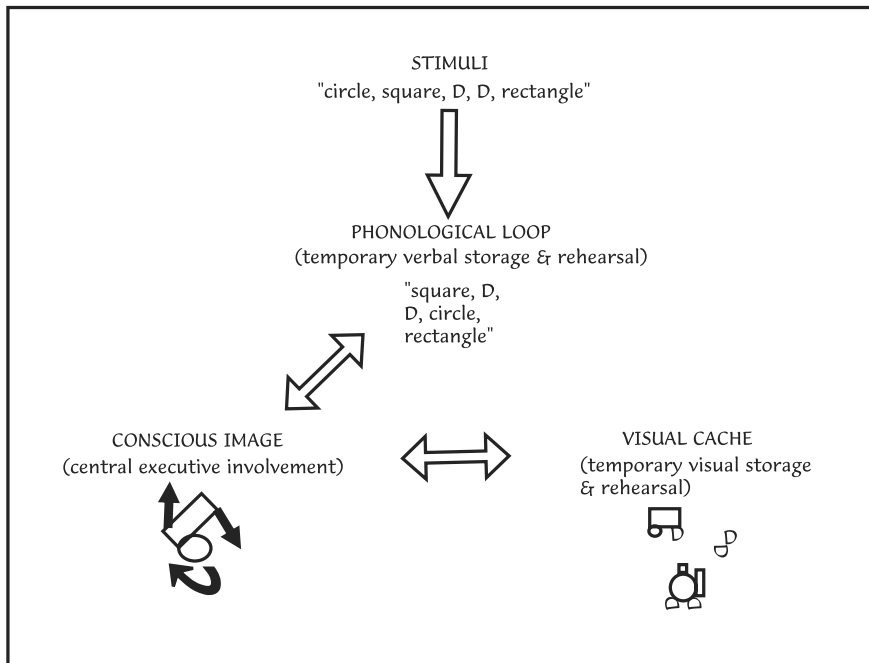 STIMULI
"circle, square, D, D, rectangle"
PHONOLOGICAL LOOP
(temporary verbal storage & rehearsal)
"square, D,
D, circle,
rectangle"
CONSCIOUS IMAGE
(central executive involvement)
VISUAL CACHE
(temporary visual storage
& rehearsal)